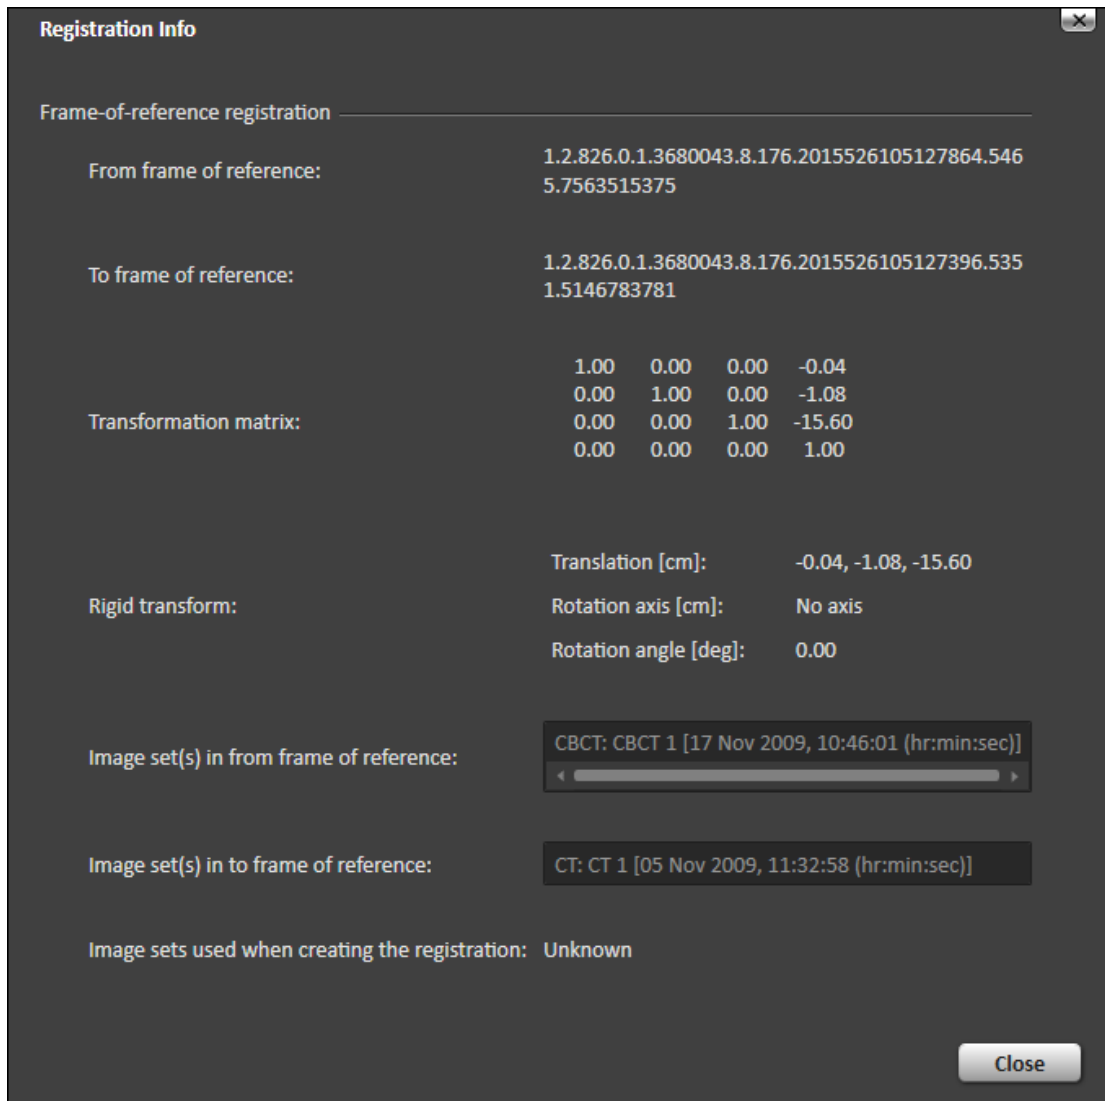 Registration Info
Frame-of-reference registration
From frame of reference:
1.2.826.0.1.3680043.8.176.2015526105127864.546
5.7563515375
To frame of reference:
1.2.826.0.1.3680043.8.176.2015526105127396.535
1.5146783781
Transformation matrix:
1.00 0.00 0.00 -0.04
0.00 1.00 0.00 -1.08
0.00 0.00 1.00 -15.60
0.00 0.00 0.00 1.00
Rigid transform:
Translation [cm]: -0.04, -1.08, -15.60
Rotation axis [cm]: No axis
Rotation angle [deg]: 0.00
Image set(s) in from frame of reference:
CBCT: CBCT 1 [17 Nov 2009, 10:46:01 (hr:min:sec)]
Image set(s) in to frame of reference:
CT: CT 1 [05 Nov 2009, 11:32:58 (hr:min:sec)]
Image sets used when creating the registration: Unknown
Close